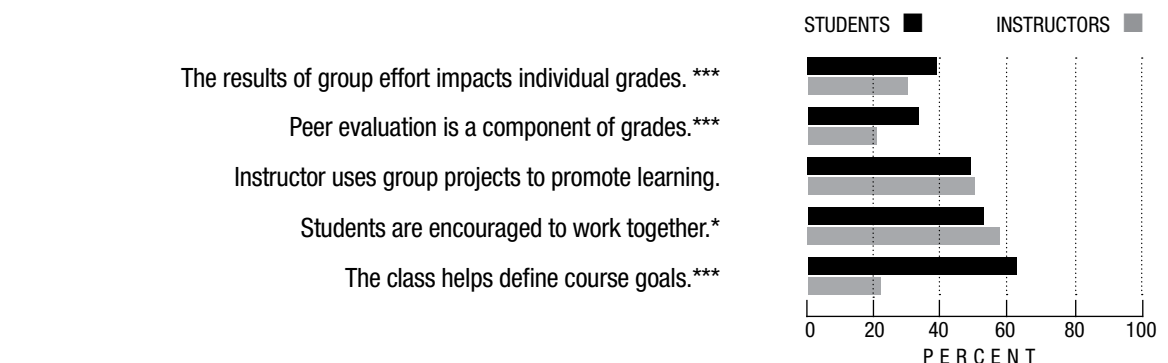 STUDENTS INSTRUCTORS
The results of group effort impacts individual grades. ***
Peer evaluation is a component of grades.***
Instructor uses group projects to promote learning.
Students are encouraged to work together.*
The class helps define course goals.***
0 20 40 60 80 100
PERCENT